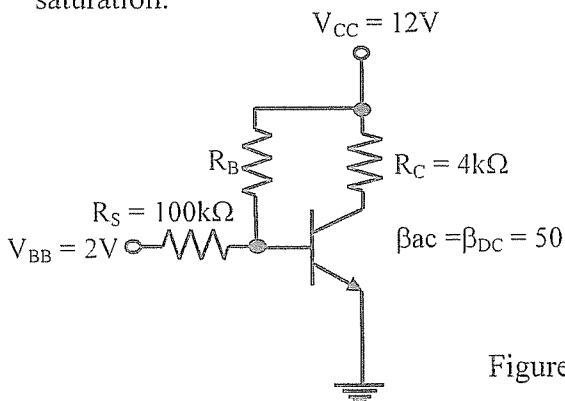 saturation.
V_CC = 12V
R_B
R_C = 4kΩ
R_S = 100kΩ
V_BB = 2V
βac =β_DC = 50
Figure